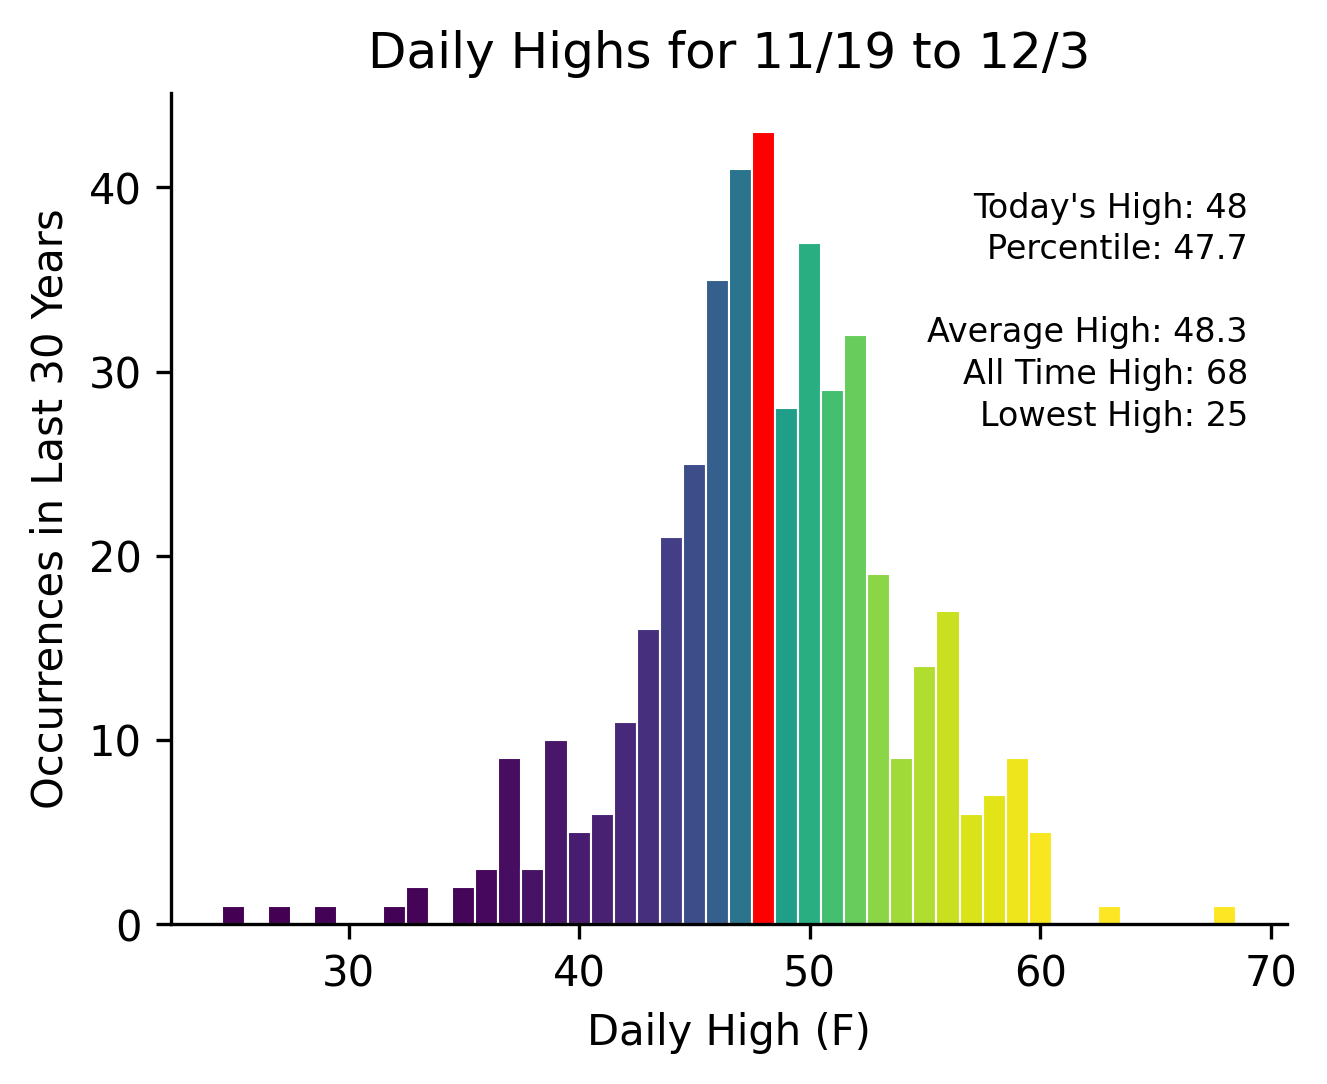 Daily Highs for 11/19 to 12/3
Occurrences in Last 30 Years
40
30
20
10
0
Today's High: 48
Percentile: 47.7
Average High: 48.3
All Time High: 68
Lowest High: 25
30 40 50 60 70
Daily High (F)